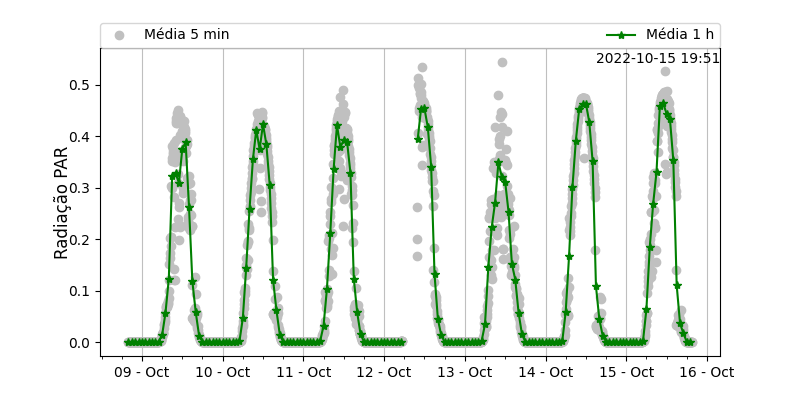 Média 5 min
Média 1 h
2022-10-15 19:51
Radiação PAR
0.5
0.4
0.3
0.2
0.1
0.0
09 - Oct
10 - Oct
11 - Oct
12 - Oct
13 - Oct
14 - Oct
15 - Oct
16 - Oct